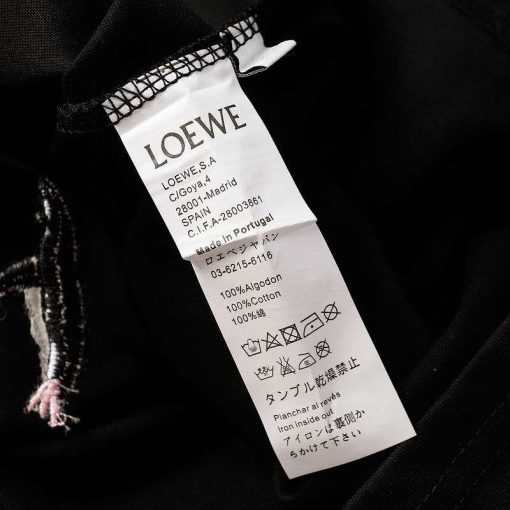 LOEWE
LOEWE,S.A
C/Goya,4
28001-Madrid
SPAIN
C.I.F.A-28003861
Made in Portugal
ロエベジャパン
03-6215-6116
100%Algodon
100%Cotton
100%綿
タンブル乾燥禁止
Planchar al revés
Iron inside out
アイロンは裏側か
らかけて下さい